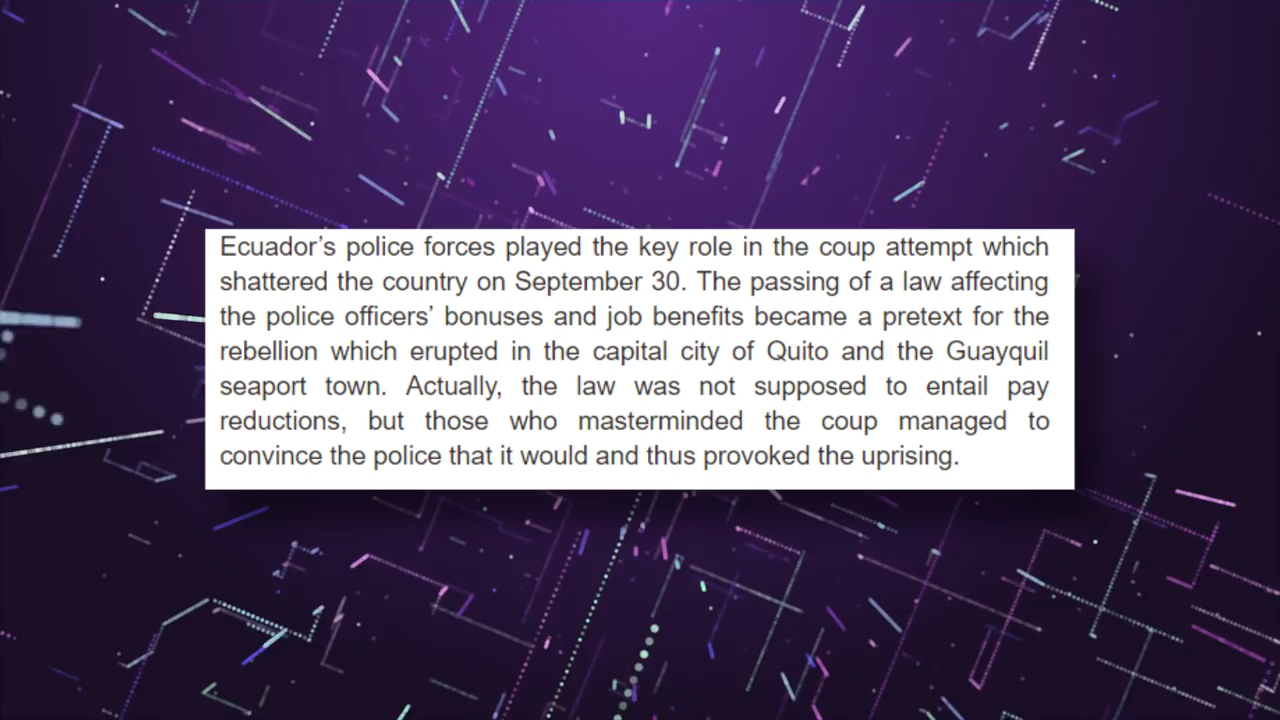 Ecuador’s police forces played the key role in the coup attempt which
shattered the country on September 30. The passing of a law affecting
the police officers’ bonuses and job benefits became a pretext for the
rebellion which erupted in the capital city of Quito and the Guayquil
seaport town. Actually, the law was not supposed to entail pay
reductions, but those who masterminded the coup managed to
convince the police that it would and thus provoked the uprising.